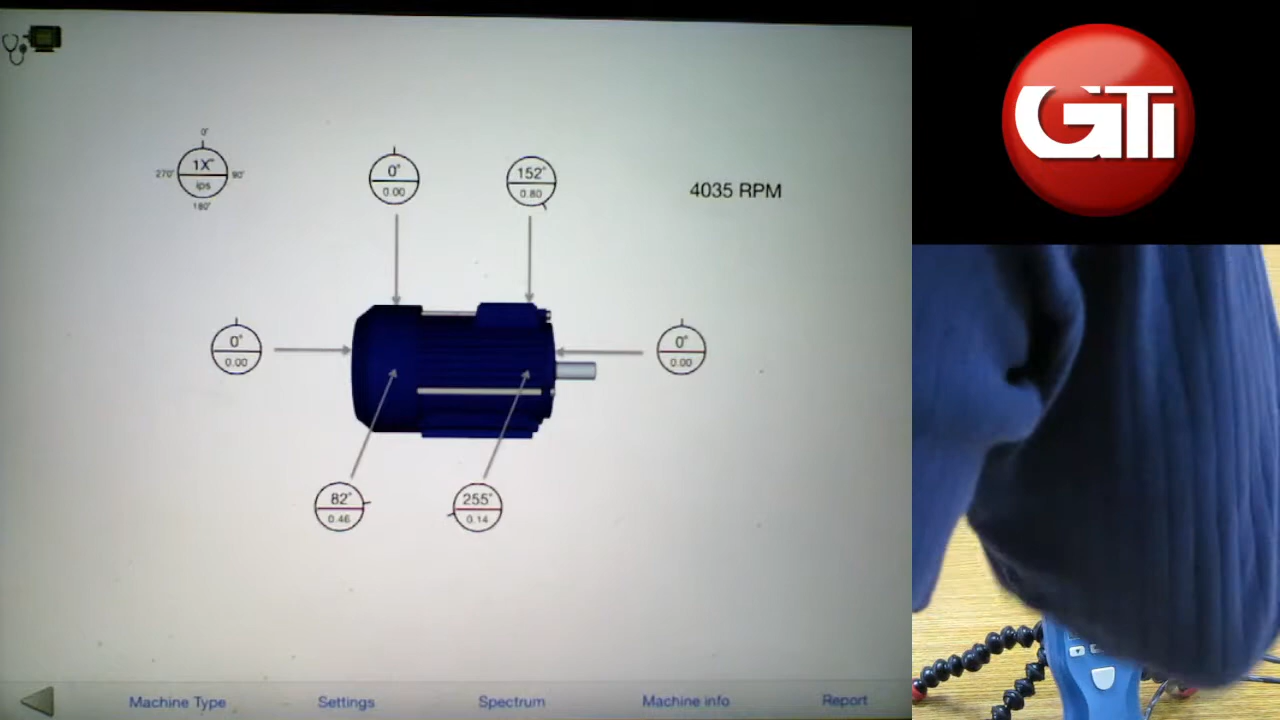 GTi
0°
1X°
ips
270°
90°
180°
0°
0.00
152°
0.80
4035 RPM
0°
0.00
0°
0.00
82°
0.46
255°
0.14
Machine Type
Settings
Spectrum
Machine info
Report